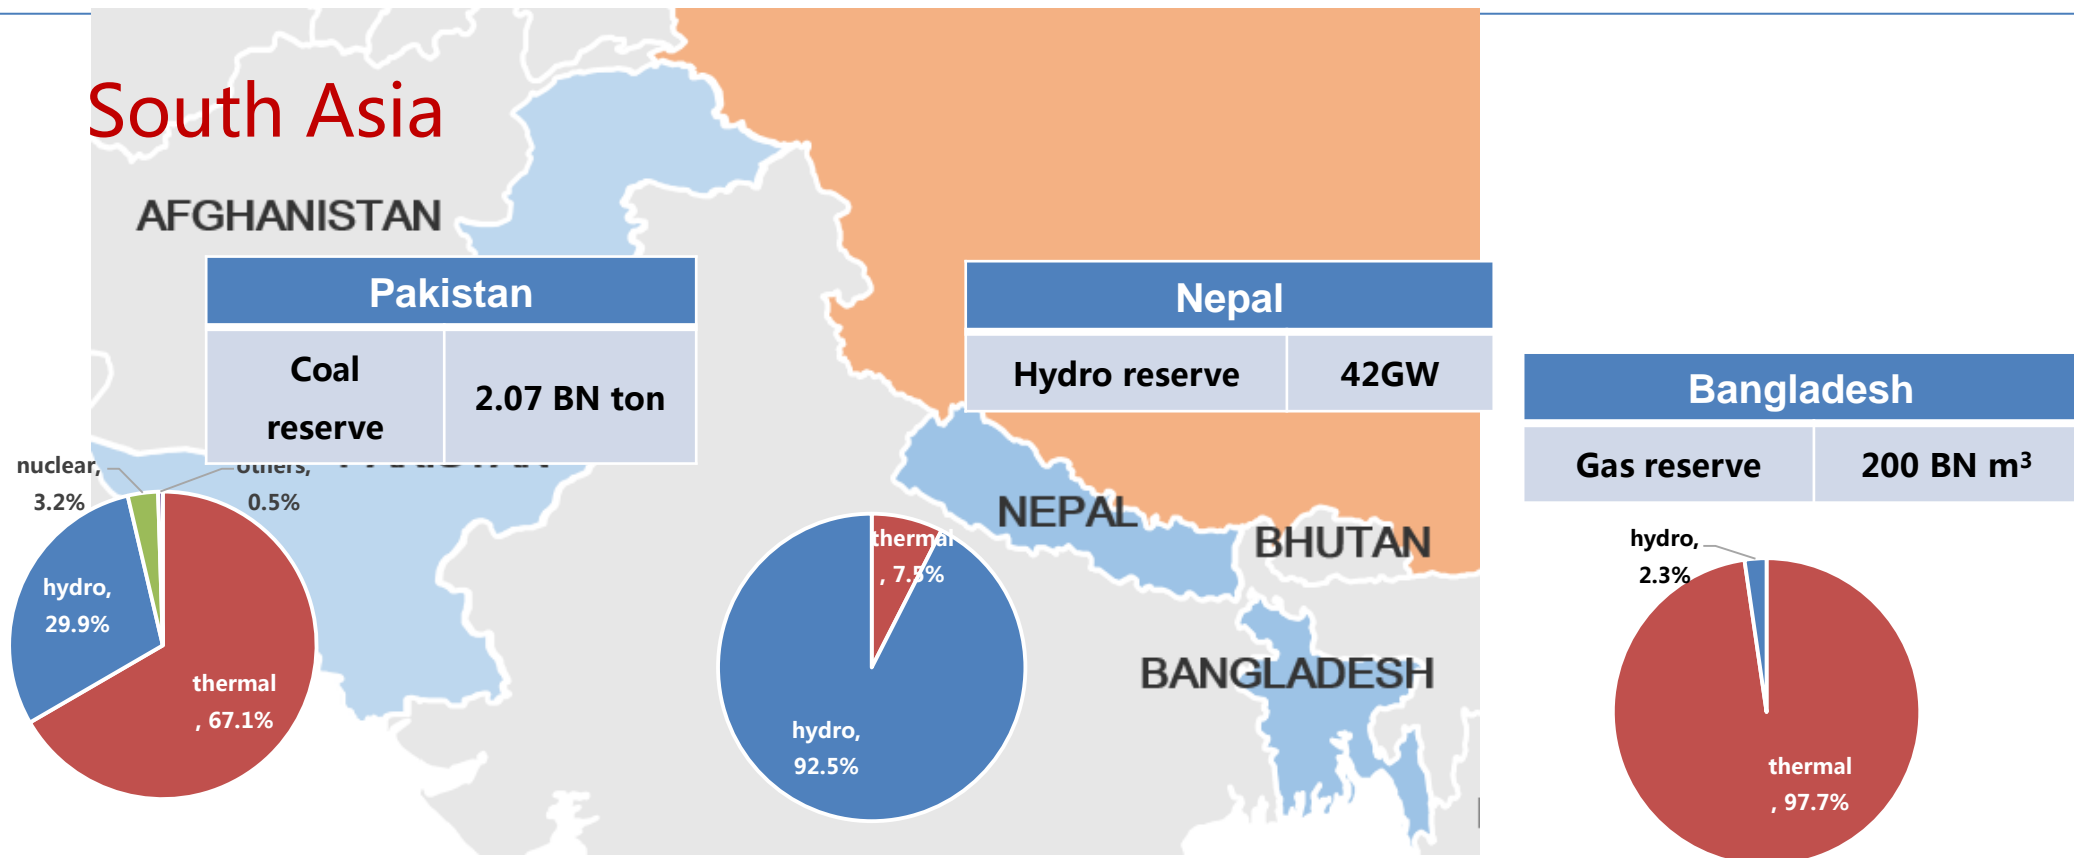 South Asia
AFGHANISTAN
Pakistan
Coal
reserve
2.07 BN ton
PAKISTAN
nuclear,
3.2%
others,
0.5%
hydro,
29.9%
thermal
, 67.1%
Nepal
Hydro reserve
42GW
NEPAL
BHUTAN
BANGLADESH
thermal
, 7.5%
hydro,
92.5%
Bangladesh
Gas reserve
200 BN m³
hydro,
2.3%
thermal
, 97.7%